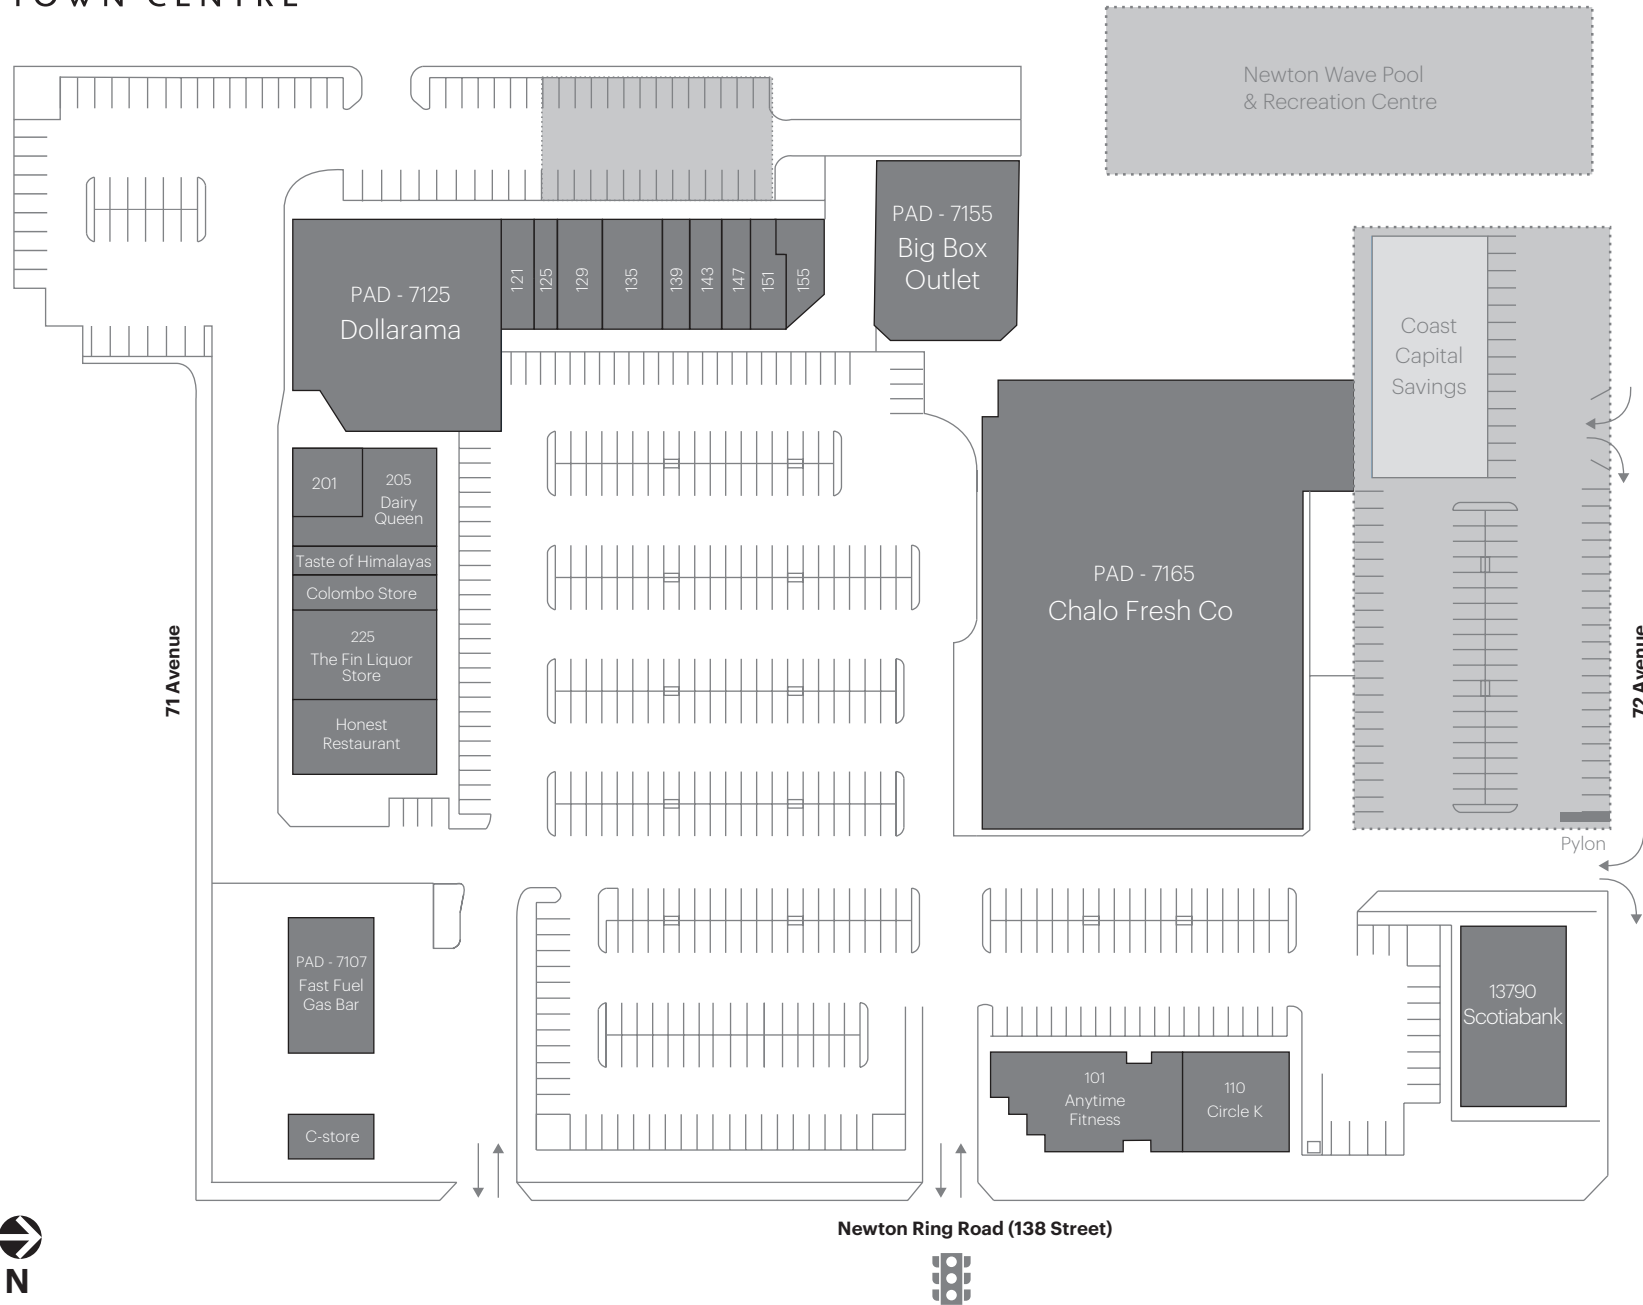 TOWN CENTRE
Newton Wave Pool
& Recreation Centre
PAD - 7155
Big Box
Outlet
PAD - 7125
Dollarama
121
125
129
135
139
143
147
151
155
Coast
Capital
Savings
201
205
Dairy
Queen
Taste of Himalayas
Colombo Store
225
The Fin Liquor
Store
Honest
Restaurant
PAD - 7165
Chalo Fresh Co
71 Avenue
72 Avenue
Pylon
PAD - 7107
Fast Fuel
Gas Bar
C-store
101
Anytime
Fitness
110
Circle K
13790
Scotiabank
Newton Ring Road (138 Street)
N